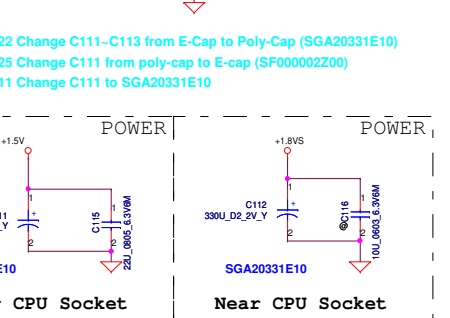 22 Change C111~C113 from E-Cap to Poly-Cap (SGA20331E10)
25 Change C111 from poly-cap to E-cap (SF000002Z00)
11 Change C111 to SGA20331E10
POWER
POWER
+1.5V
+1.8VS
1
1
1
1
11
_Y
+
C115
22U_0805_6.3V6M
C112
330U_D2_2V_Y
+
@C116
10U_0603_6.3V6M
2
2
2
2
E10
SGA20331E10
CPU Socket
Near CPU Socket